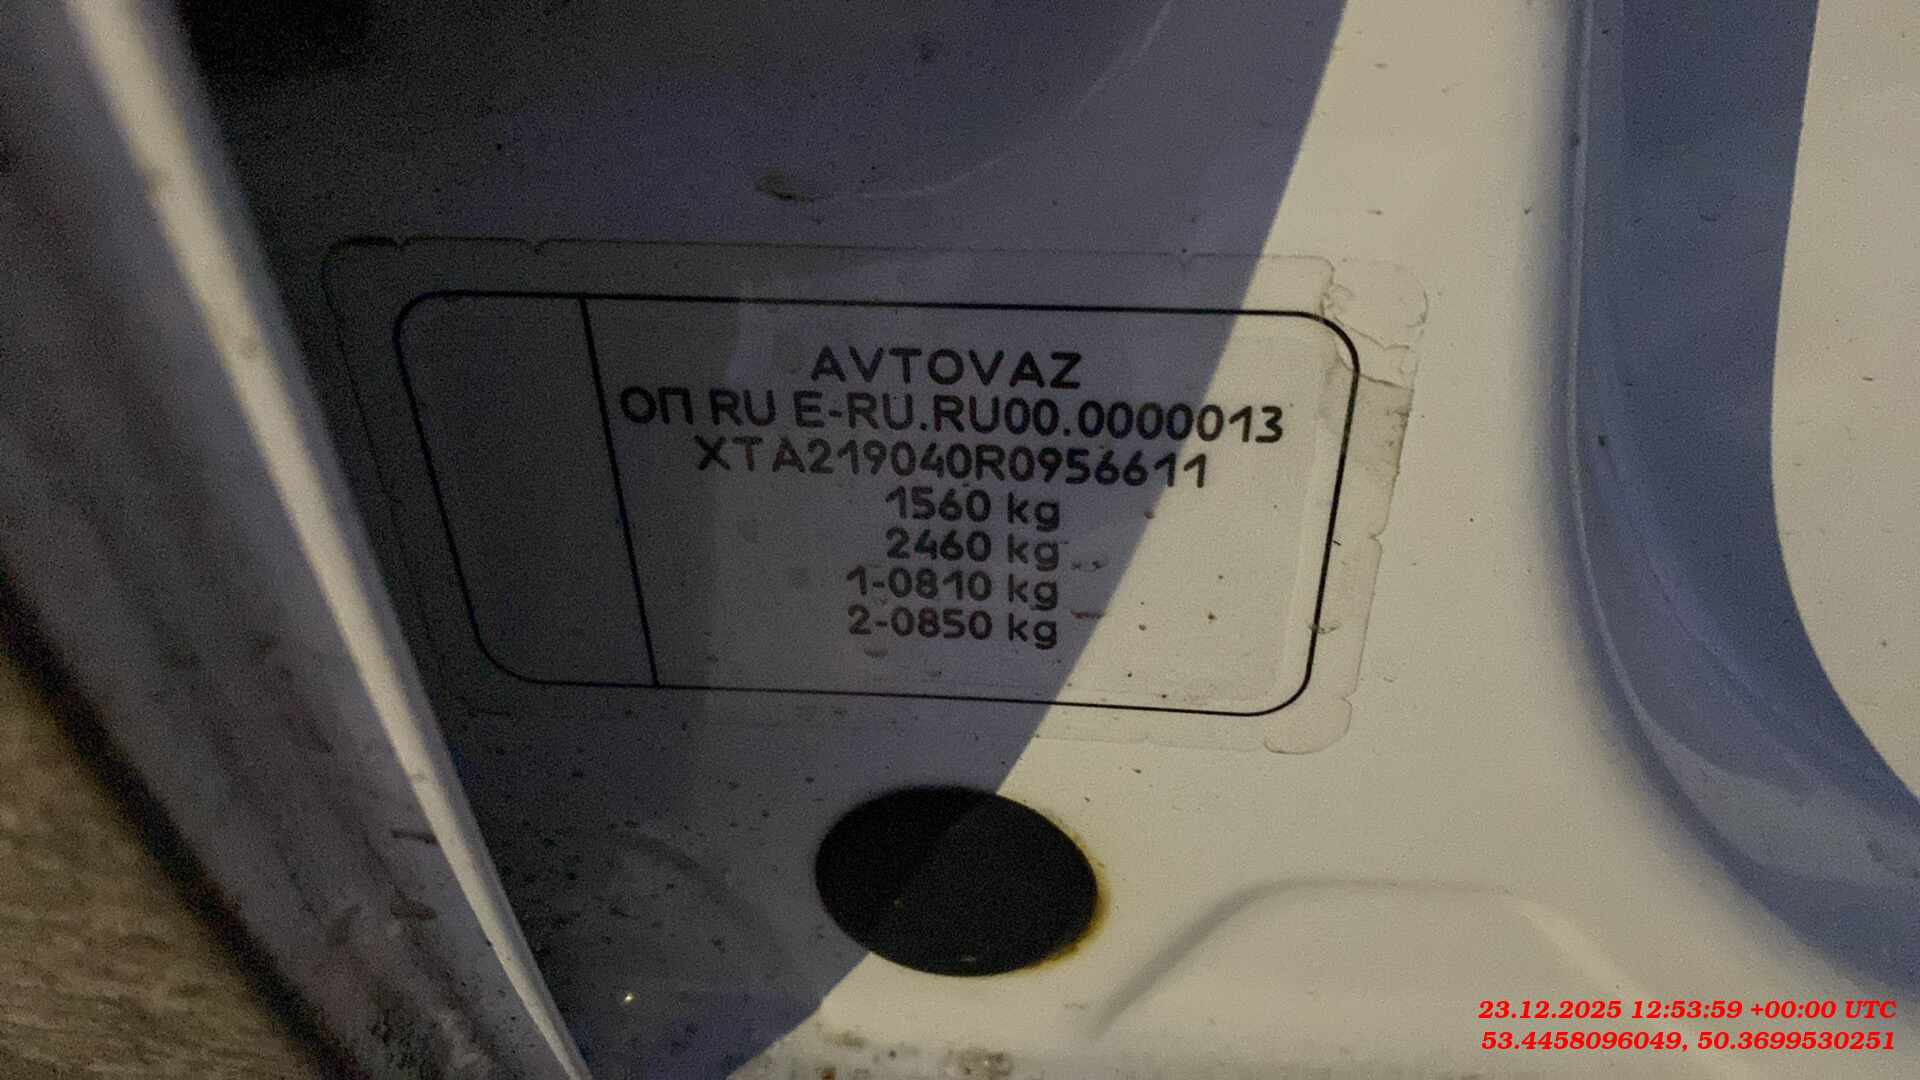 AVTOVAZ
ОП RU E-RU.RU00.0000013
XTA219040R0956611
1560 kg
2460 kg
1-0810 kg
2-0850 kg
23.12.2025 12:53:59 +00:00 UTC
53.4458096049, 50.3699530251